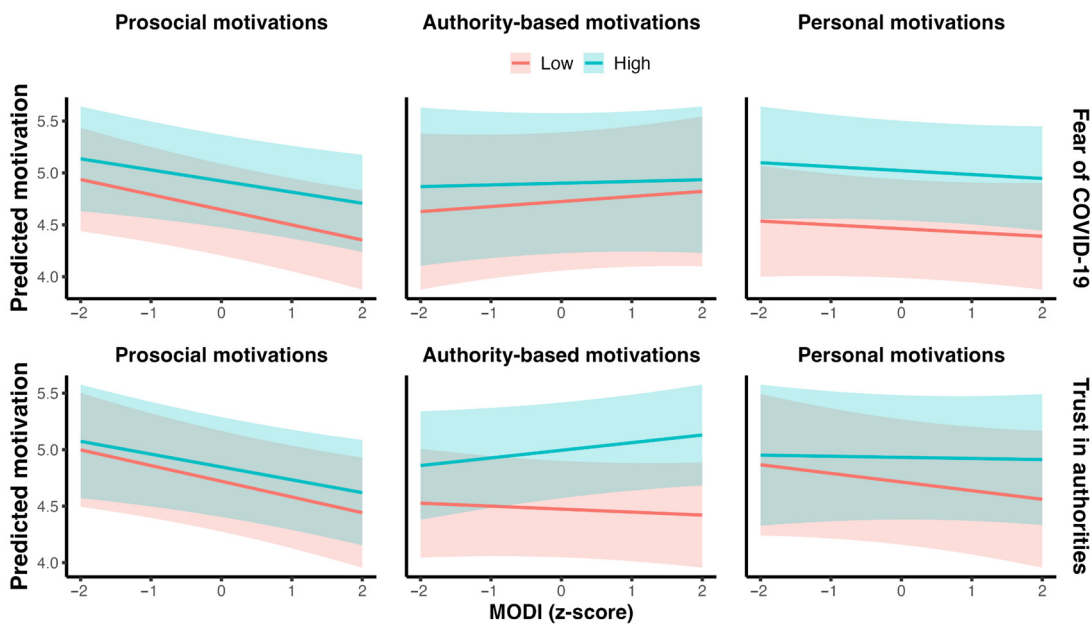 Prosocial motivations
Authority-based motivations
Personal motivations
Low
High
Predicted motivation
5.5
5.0
4.5
4.0
−2
−1
0
1
2
−2
−1
0
1
2
−2
−1
0
1
2
Fear of COVID-19
Prosocial motivations
Authority-based motivations
Personal motivations
Predicted motivation
5.5
5.0
4.5
4.0
−2
−1
0
1
2
−2
−1
0
1
2
−2
−1
0
1
2
Trust in authorities
MODI (z-score)